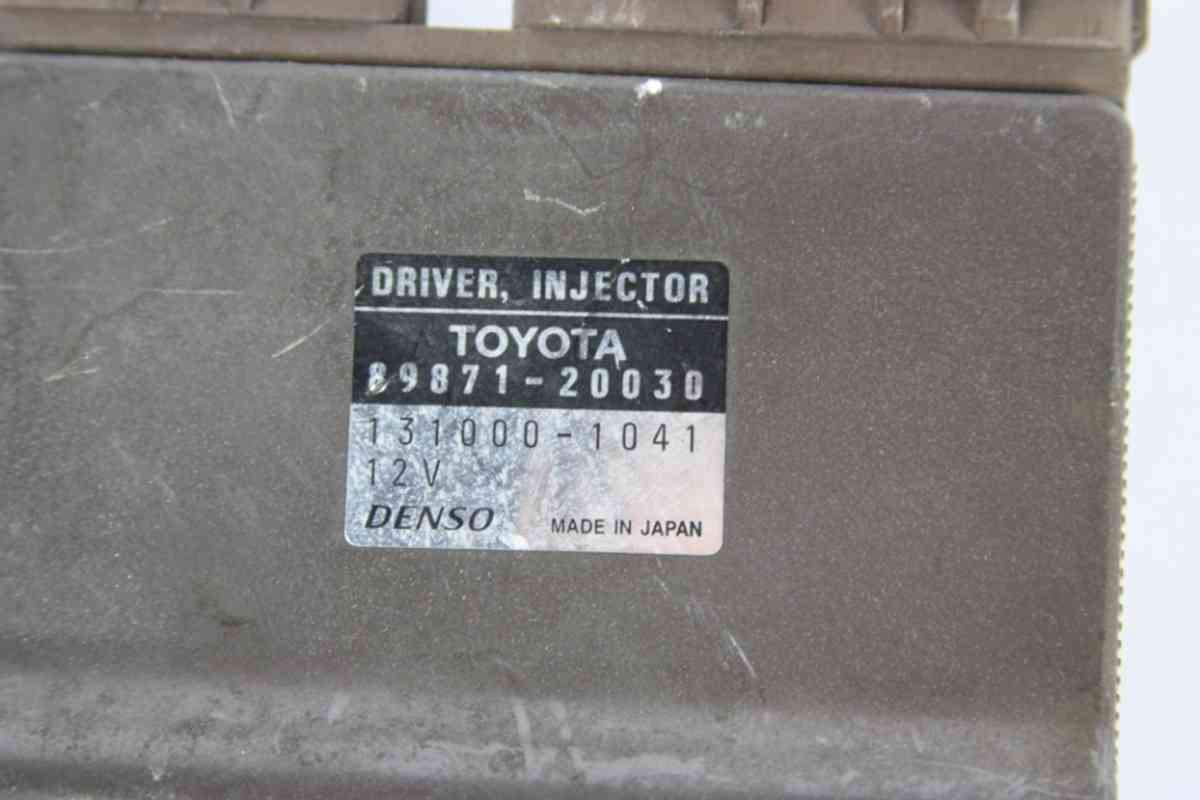 DRIVER, INJECTOR
TOYOTA
89871-20030
131000-1041
12V
DENSO MADE IN JAPAN